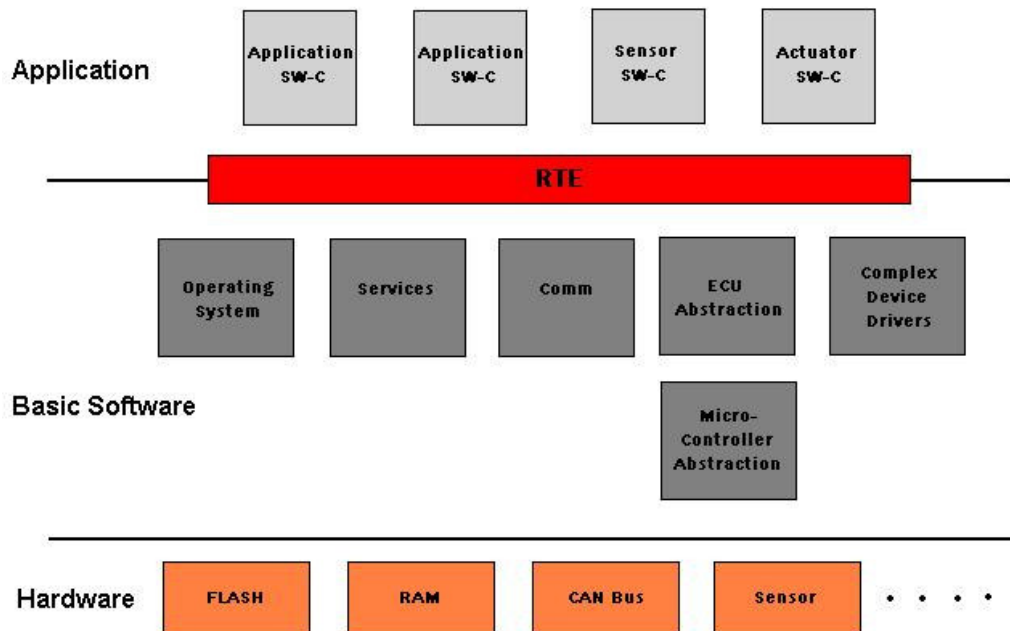 Application
Application
SW-C
Application
SW-C
Sensor
SW-C
Actuator
SW-C
RTE
Basic Software
Operating
System
Services
Comm
ECU
Abstraction
Complex
Device
Drivers
Micro-
Controller
Abstraction
Hardware
FLASH
RAM
CAN Bus
Sensor
. . . .